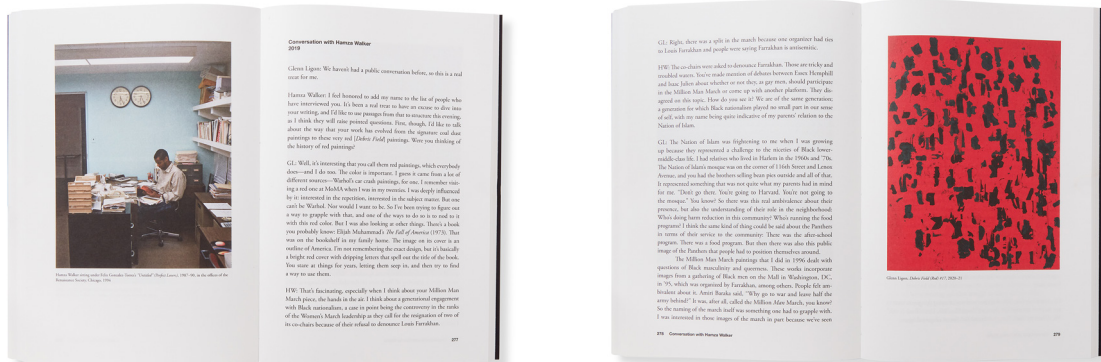 Hamza Walker sitting under Felix Gonzalez-Torres's "Untitled" (Perfect Lovers), 1987–90, in the offices of the
Renaissance Society, Chicago, 1994
Conversation with Hamza Walker
2019
Glenn Ligon: We haven't had a public conversation before, so this is a real
treat for me.
Hamza Walker: I feel honored to add my name to the list of people who
have interviewed you. It's been a real treat to have an excuse to dive into
your writing, and I'd like to use passages from that to structure this evening,
as I think they will raise pointed questions. First, though, I'd like to talk
about the way that your work has evolved from the signature coal dust
paintings to these very red [Debris Field] paintings. Were you thinking of
the history of red paintings?
GL: Well, it's interesting that you call them red paintings, which everybody
does—and I do too. The color is important. I guess it came from a lot of
different sources—Warhol's car crash paintings, for one. I remember visit-
ing a red one at MoMA when I was in my twenties. I was deeply influenced
by it: interested in the repetition, interested in the subject matter. But one
can't be Warhol. Nor would I want to be. So I've been trying to figure out
a way to grapple with that, and one of the ways to do so is to nod to it
with this red color. But I was also looking at other things. There's a book
you probably know: Elijah Muhammad's The Fall of America (1973). That
was on the bookshelf in my family home. The image on its cover is an
outline of America. I'm not remembering the exact design, but it's basically
a bright red cover with dripping letters that spell out the title of the book.
You stare at things for years, letting them seep in, and then try to find
a way to use them.
HW: That's fascinating, especially when I think about your Million Man
March piece, the hands in the air. I think about a generational engagement
with Black nationalism, a case in point being the controversy in the ranks
of the Women's March leadership as they call for the resignation of two of
its co-chairs because of their refusal to denounce Louis Farrakhan.
277
GL: Right, there was a split in the march because one organizer had ties
to Louis Farrakhan and people were saying Farrakhan is antisemitic.
HW: The co-chairs were asked to denounce Farrakhan. Those are tricky and
troubled waters. You've made mention of debates between Essex Hemphill
and Isaac Julien about whether or not they, as gay men, should participate
in the Million Man March or come up with another platform. They dis-
agreed on this topic. How do you see it? We are of the same generation;
a generation for which Black nationalism played no small part in our sense
of self, with my name being quite indicative of my parents' relation to the
Nation of Islam.
GL: The Nation of Islam was frightening to me when I was growing
up because they represented a challenge to the niceties of Black lower-
middle-class life. I had relatives who lived in Harlem in the 1960s and '70s.
The Nation of Islam's mosque was on the corner of 116th Street and Lenox
Avenue, and you had the brothers selling bean pies outside and all of that.
It represented something that was not quite what my parents had in mind
for me. "Don't go there. You're going to Harvard. You're not going to
the mosque." You know? So there was this real ambivalence about their
presence, but also the understanding of their role in the neighborhood:
Who's doing harm reduction in this community? Who's running the food
programs? I think the same kind of thing could be said about the Panthers
in terms of their service to the community: There was the after-school
program. There was a food program. But then there was also this public
image of the Panthers that people had to position themselves around.
The Million Man March paintings that I did in 1996 dealt with
questions of Black masculinity and queerness. These works incorporate
images from a gathering of Black men on the Mall in Washington, DC,
in '95, which was organized by Farrakhan, among others. People felt am-
bivalent about it. Amiri Baraka said, "Why go to war and leave half the
army behind?" It was, after all, called the Million Man March, you know?
So the naming of the march itself was something one had to grapple with.
I was interested in those images of the march in part because we've seen
278 Conversation with Hamza Walker
Glenn Ligon, Debris Field (Red) #17, 2020–21
279